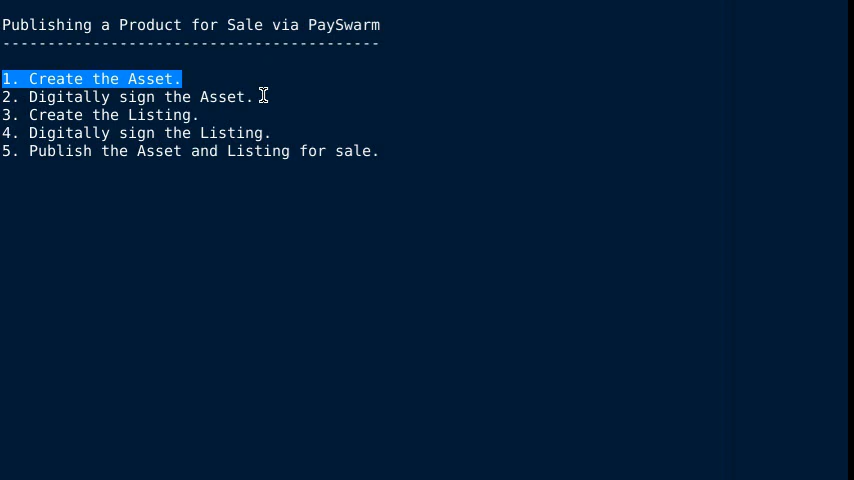 Publishing a Product for Sale via PaySwarm
------------------------------------------
1. Create the Asset.
2. Digitally sign the Asset.
3. Create the Listing.
4. Digitally sign the Listing.
5. Publish the Asset and Listing for sale.